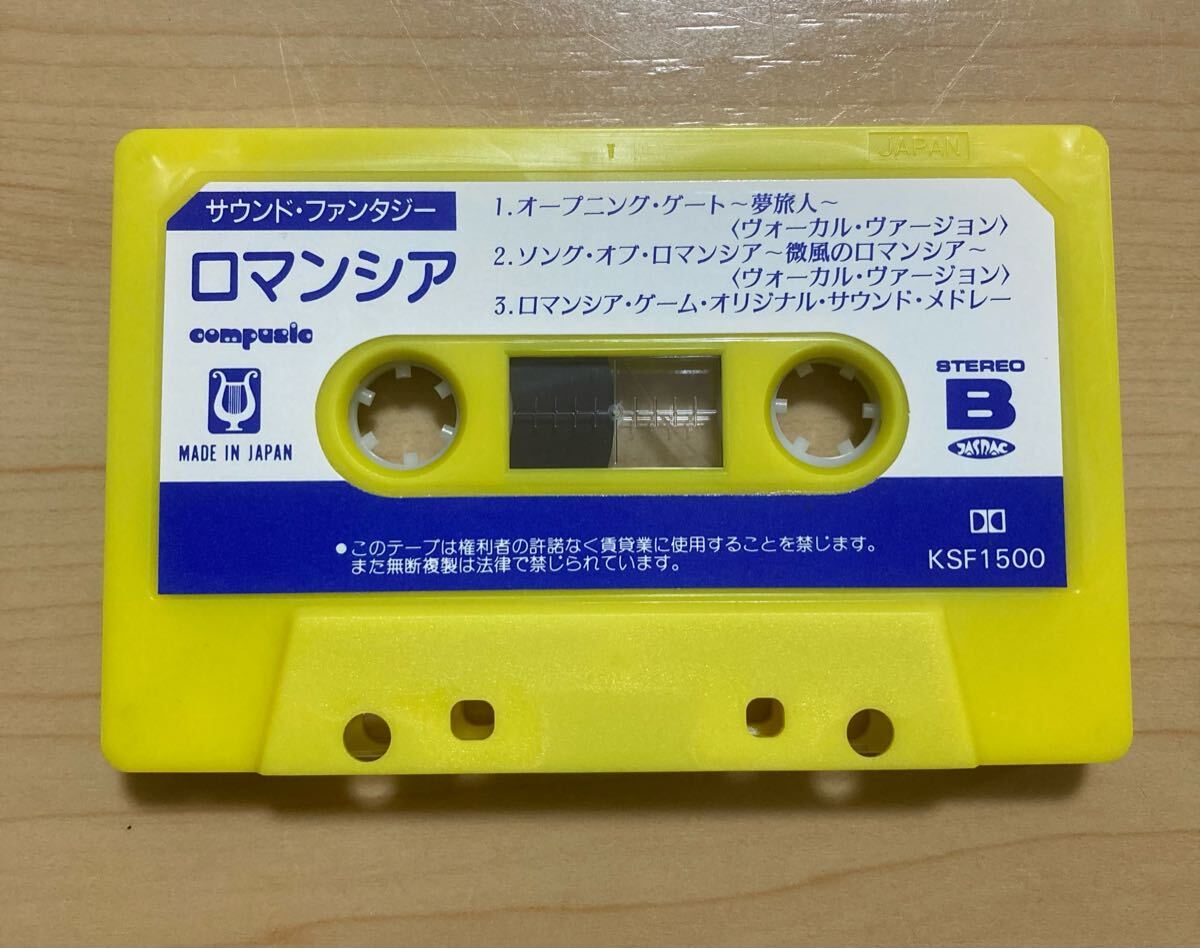 JAPAN
サウンド・ファンタジー
ロマンシア
compusic
MADE IN JAPAN
1.オープニング・ゲート～夢旅人～
〈ヴォーカル・ヴァージョン〉
2.ソング・オブ・ロマンシア～微風のロマンシア～
〈ヴォーカル・ヴァージョン〉
3.ロマンシア・ゲーム・オリジナル・サウンド・メドレー
STEREO
B
JASRAC
●このテープは権利者の許諾なく賃貸業に使用することを禁じます。
また無断複製は法律で禁じられています。
KSF1500